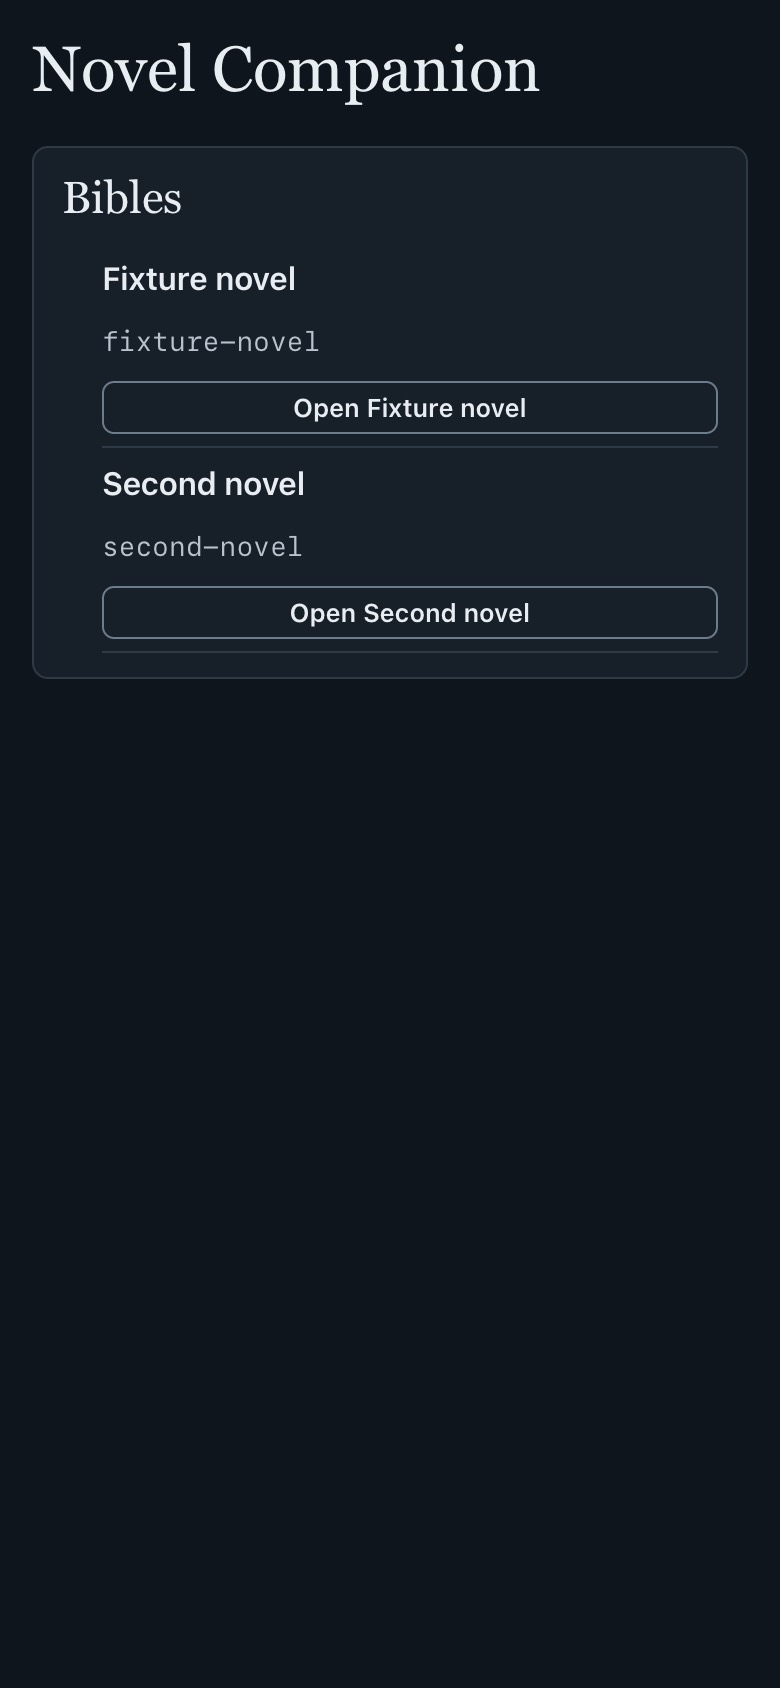 Novel Companion
Bibles
Fixture novel
fixture-novel
Open Fixture novel
Second novel
second-novel
Open Second novel